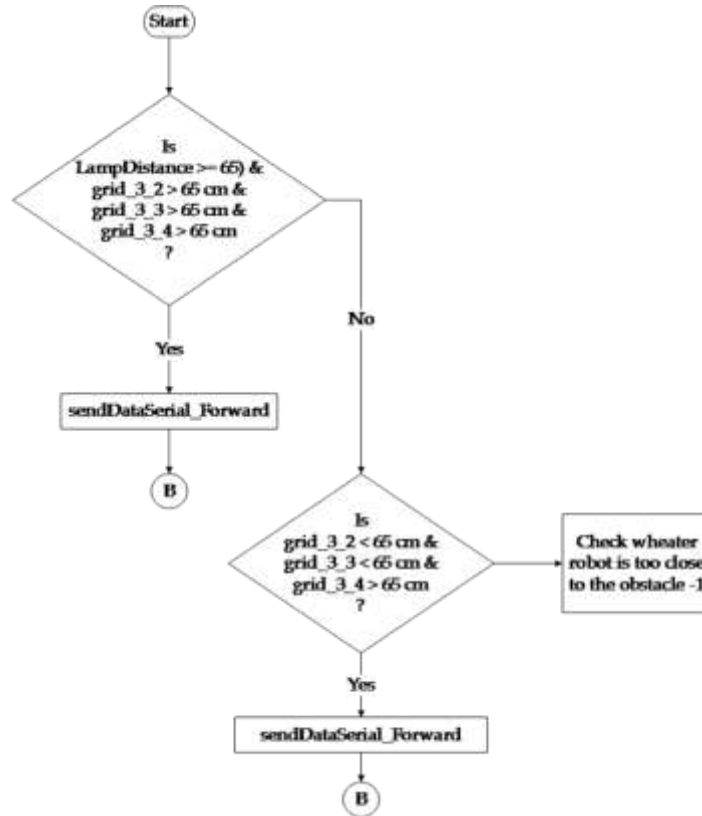 Start
Is
LampDistance >= 65) &
grid_3_2 > 65 cm &
grid_3_3 > 65 cm &
grid_3_4 > 65 cm
?
Yes
No
sendDataSerial_Forward
B
Is
grid_3_2 < 65 cm &
grid_3_3 < 65 cm &
grid_3_4 > 65 cm
?
Check wheater
robot is too close
to the obstacle -1
Yes
sendDataSerial_Forward
B